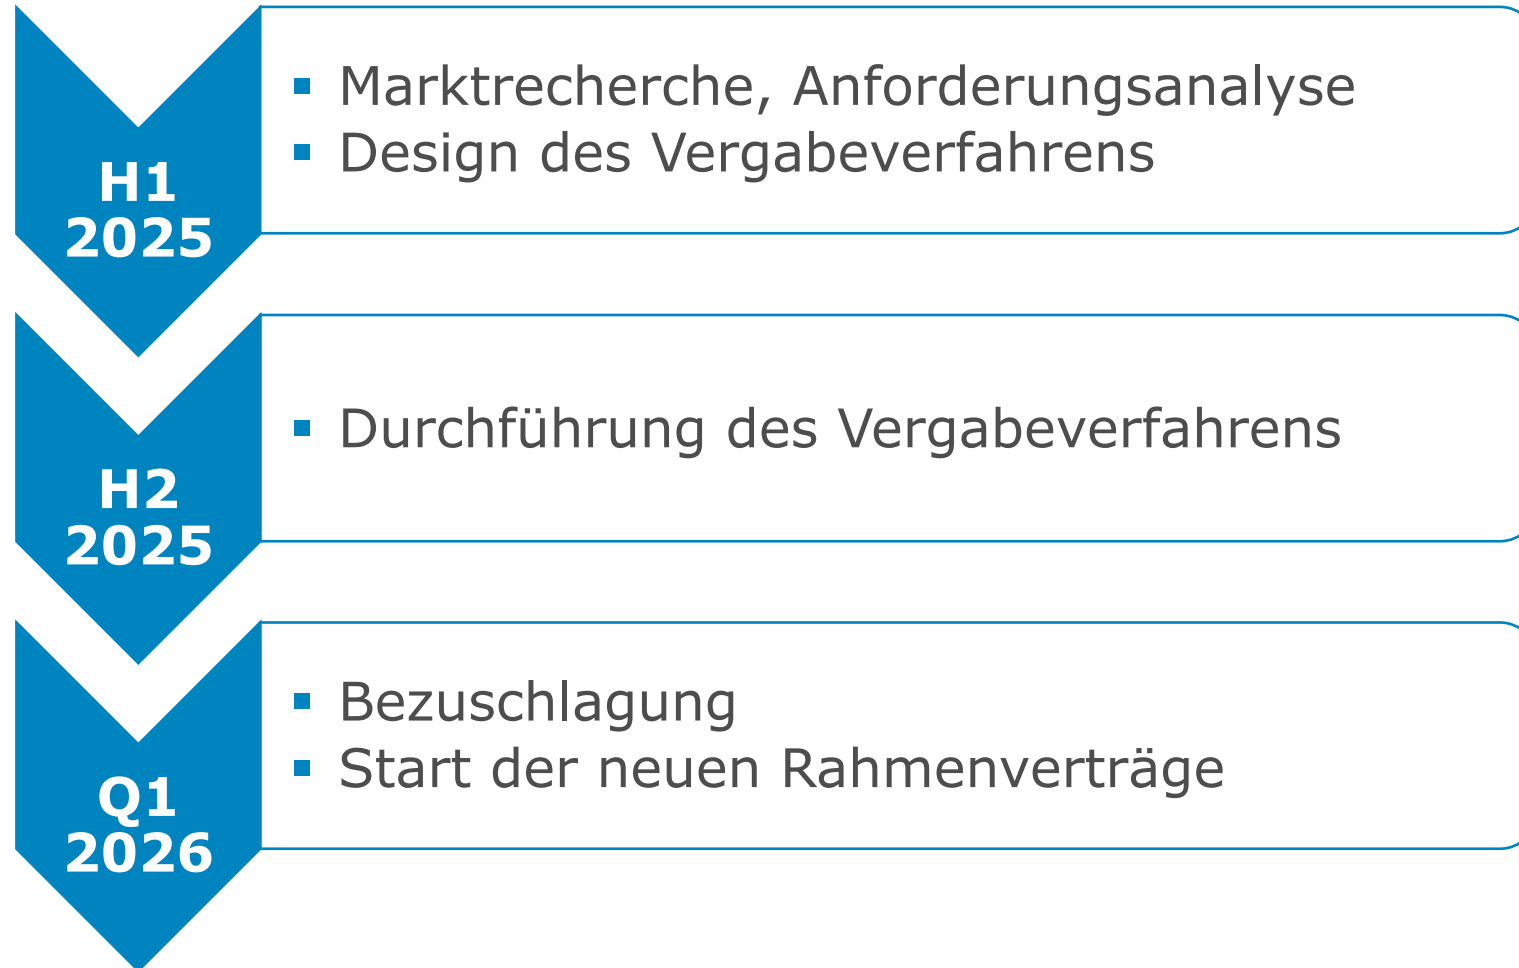 H1
2025
▪ Marktrecherche, Anforderungsanalyse
▪ Design des Vergabeverfahrens
H2
2025
▪ Durchführung des Vergabeverfahrens
Q1
2026
▪ Bezuschlagung
▪ Start der neuen Rahmenverträge